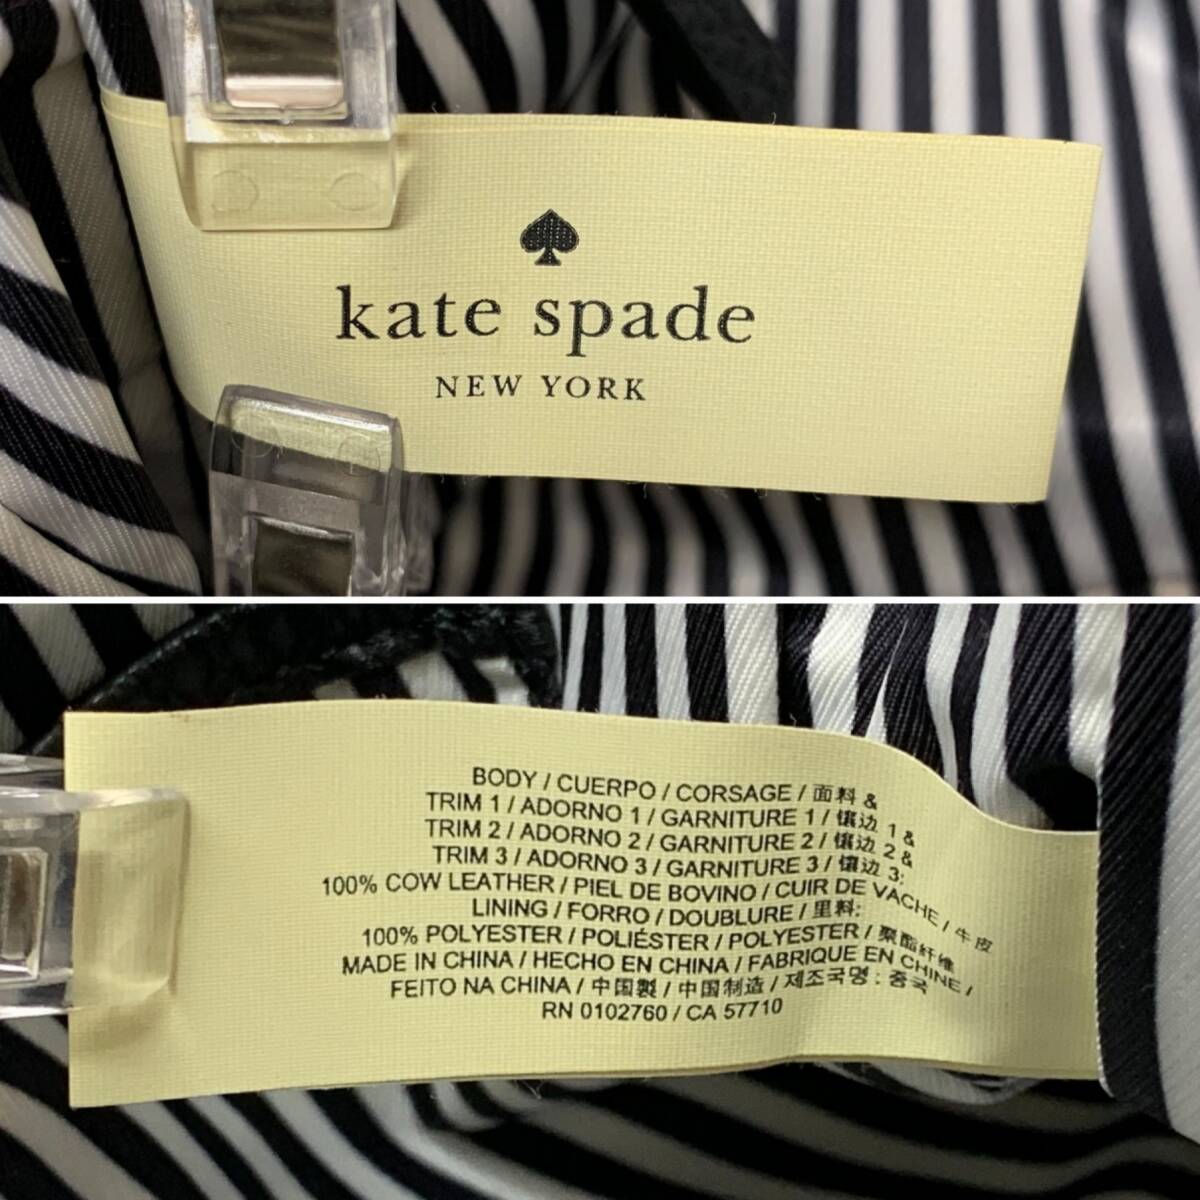 kate spade
NEW YORK
BODY / CUERPO / CORSAGE / 面料 &
TRIM 1 / ADORNO 1 / GARNITURE 1 / 镶边 1 &
TRIM 2 / ADORNO 2 / GARNITURE 2 / 镶边 2 &
TRIM 3 / ADORNO 3 / GARNITURE 3 / 镶边 3:
100% COW LEATHER / PIEL DE BOVINO / CUIR DE VACHE / 牛皮
LINING / FORRO / DOUBLURE / 里料:
100% POLYESTER / POLIÉSTER / POLYESTER / 聚酯纤维
MADE IN CHINA / HECHO EN CHINA / FABRIQUE EN CHINE /
FEITO NA CHINA / 中国製 / 中国制造 / 제조국명 : 중국
RN 0102760 / CA 57710